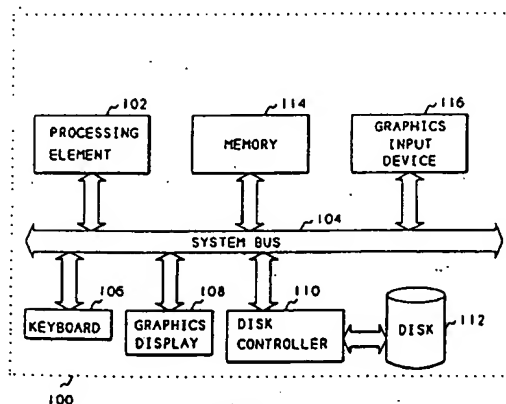 102
PROCESSING
ELEMENT
114
MEMORY
116
GRAPHICS
INPUT
DEVICE
104
SYSTEM BUS
106
KEYBOARD
108
GRAPHICS
DISPLAY
110
DISK
CONTROLLER
DISK
112
100